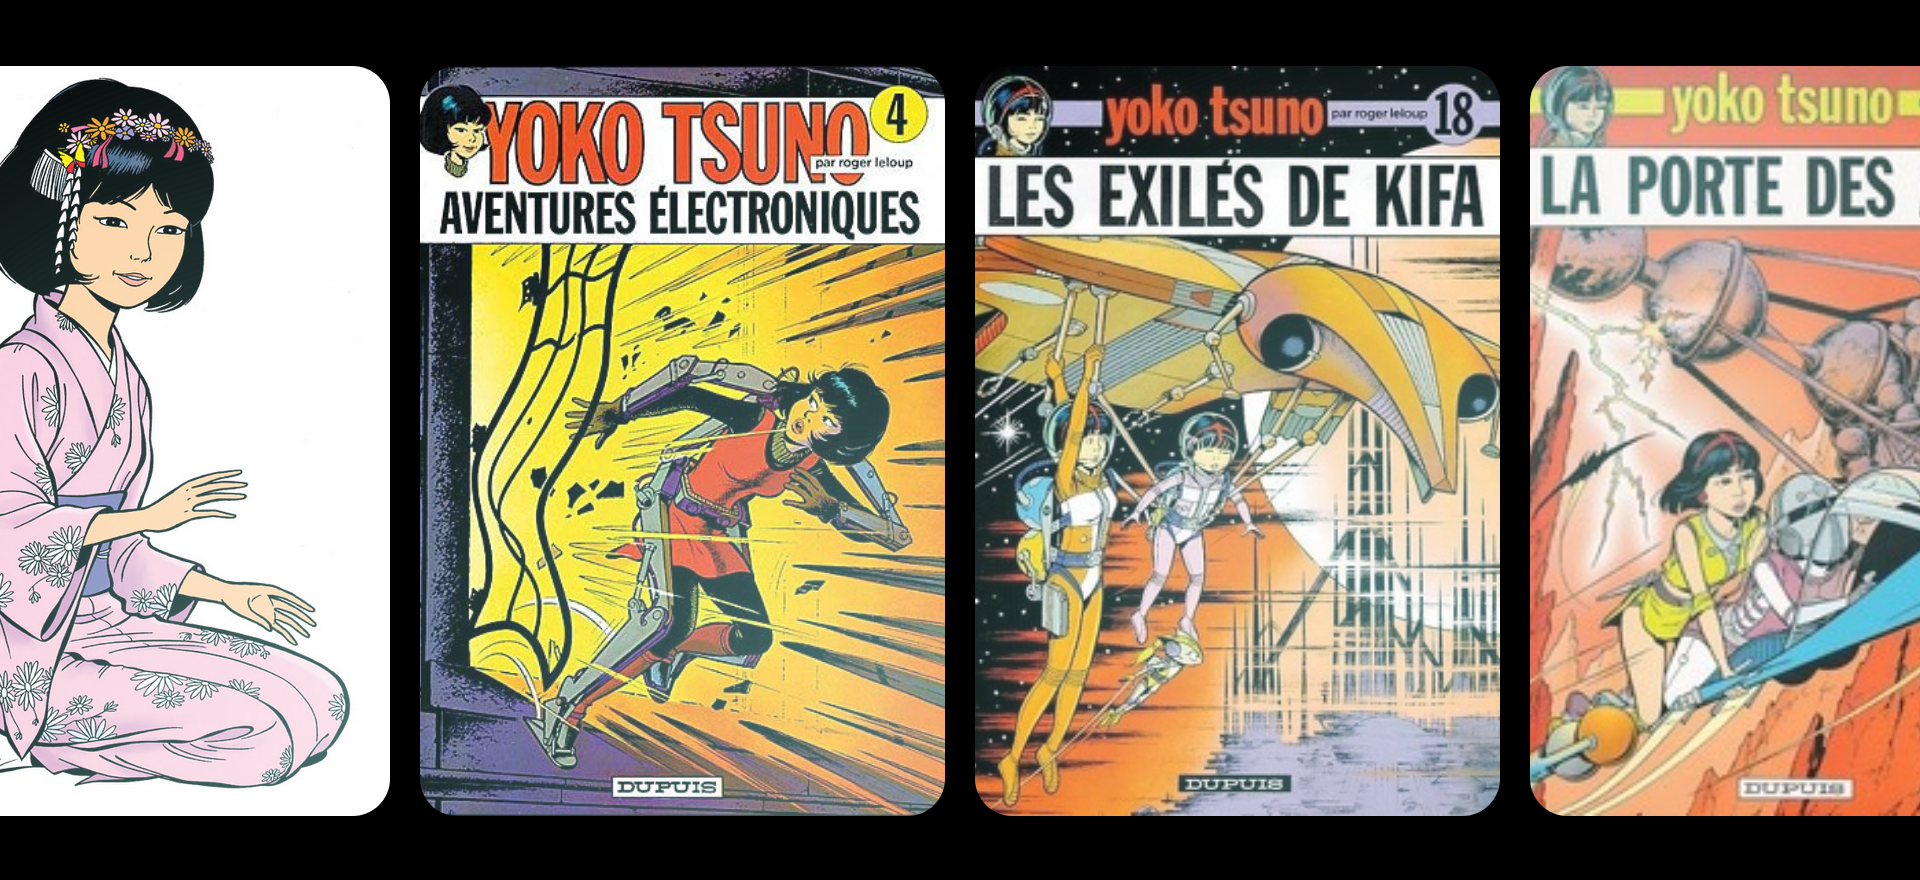 YOKO TSUNO
4
par roger leloup
AVENTURES ÉLECTRONIQUES
DUPUIS
yoko tsuno par roger leloup 18
LES EXILÉS DE KIFA
DUPUIS
yoko tsuno
LA PORTE DES
DUPUIS